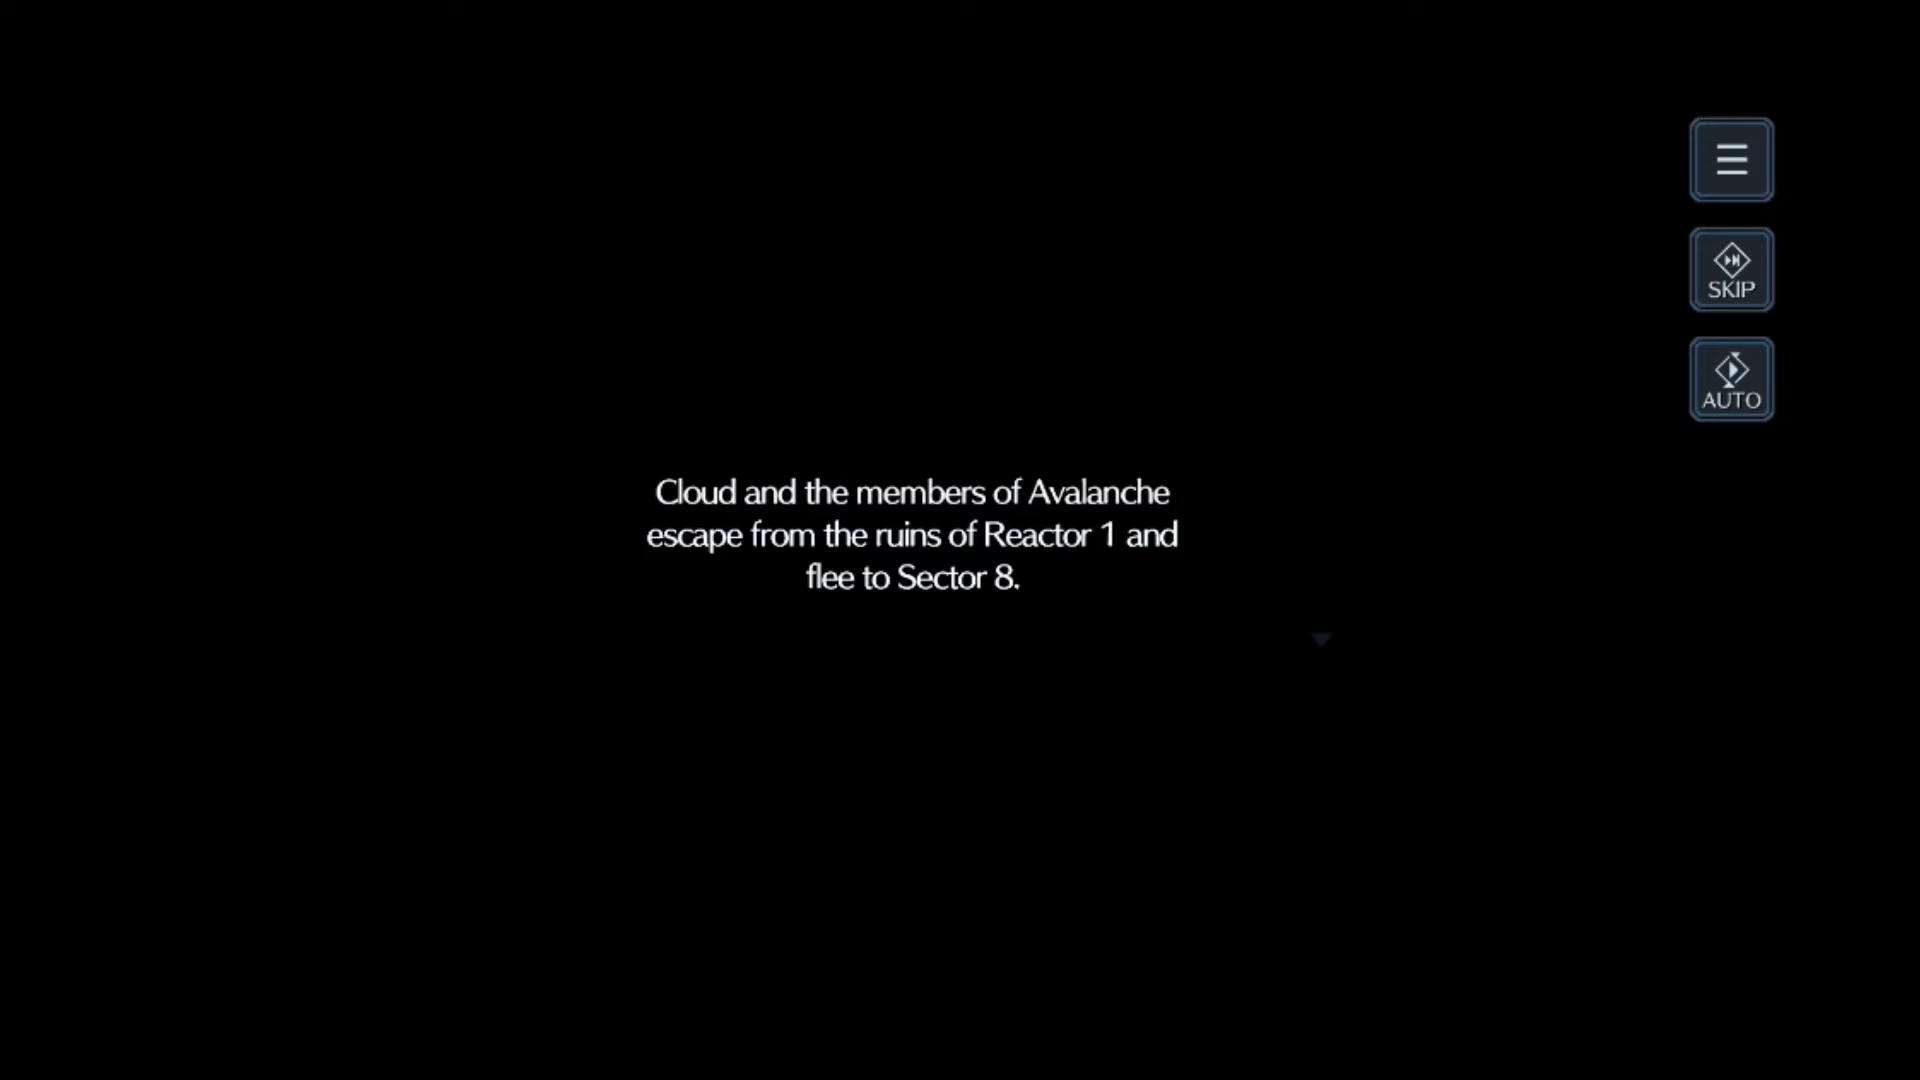 SKIP
AUTO
Cloud and the members of Avalanche
escape from the ruins of Reactor 1 and
flee to Sector 8.